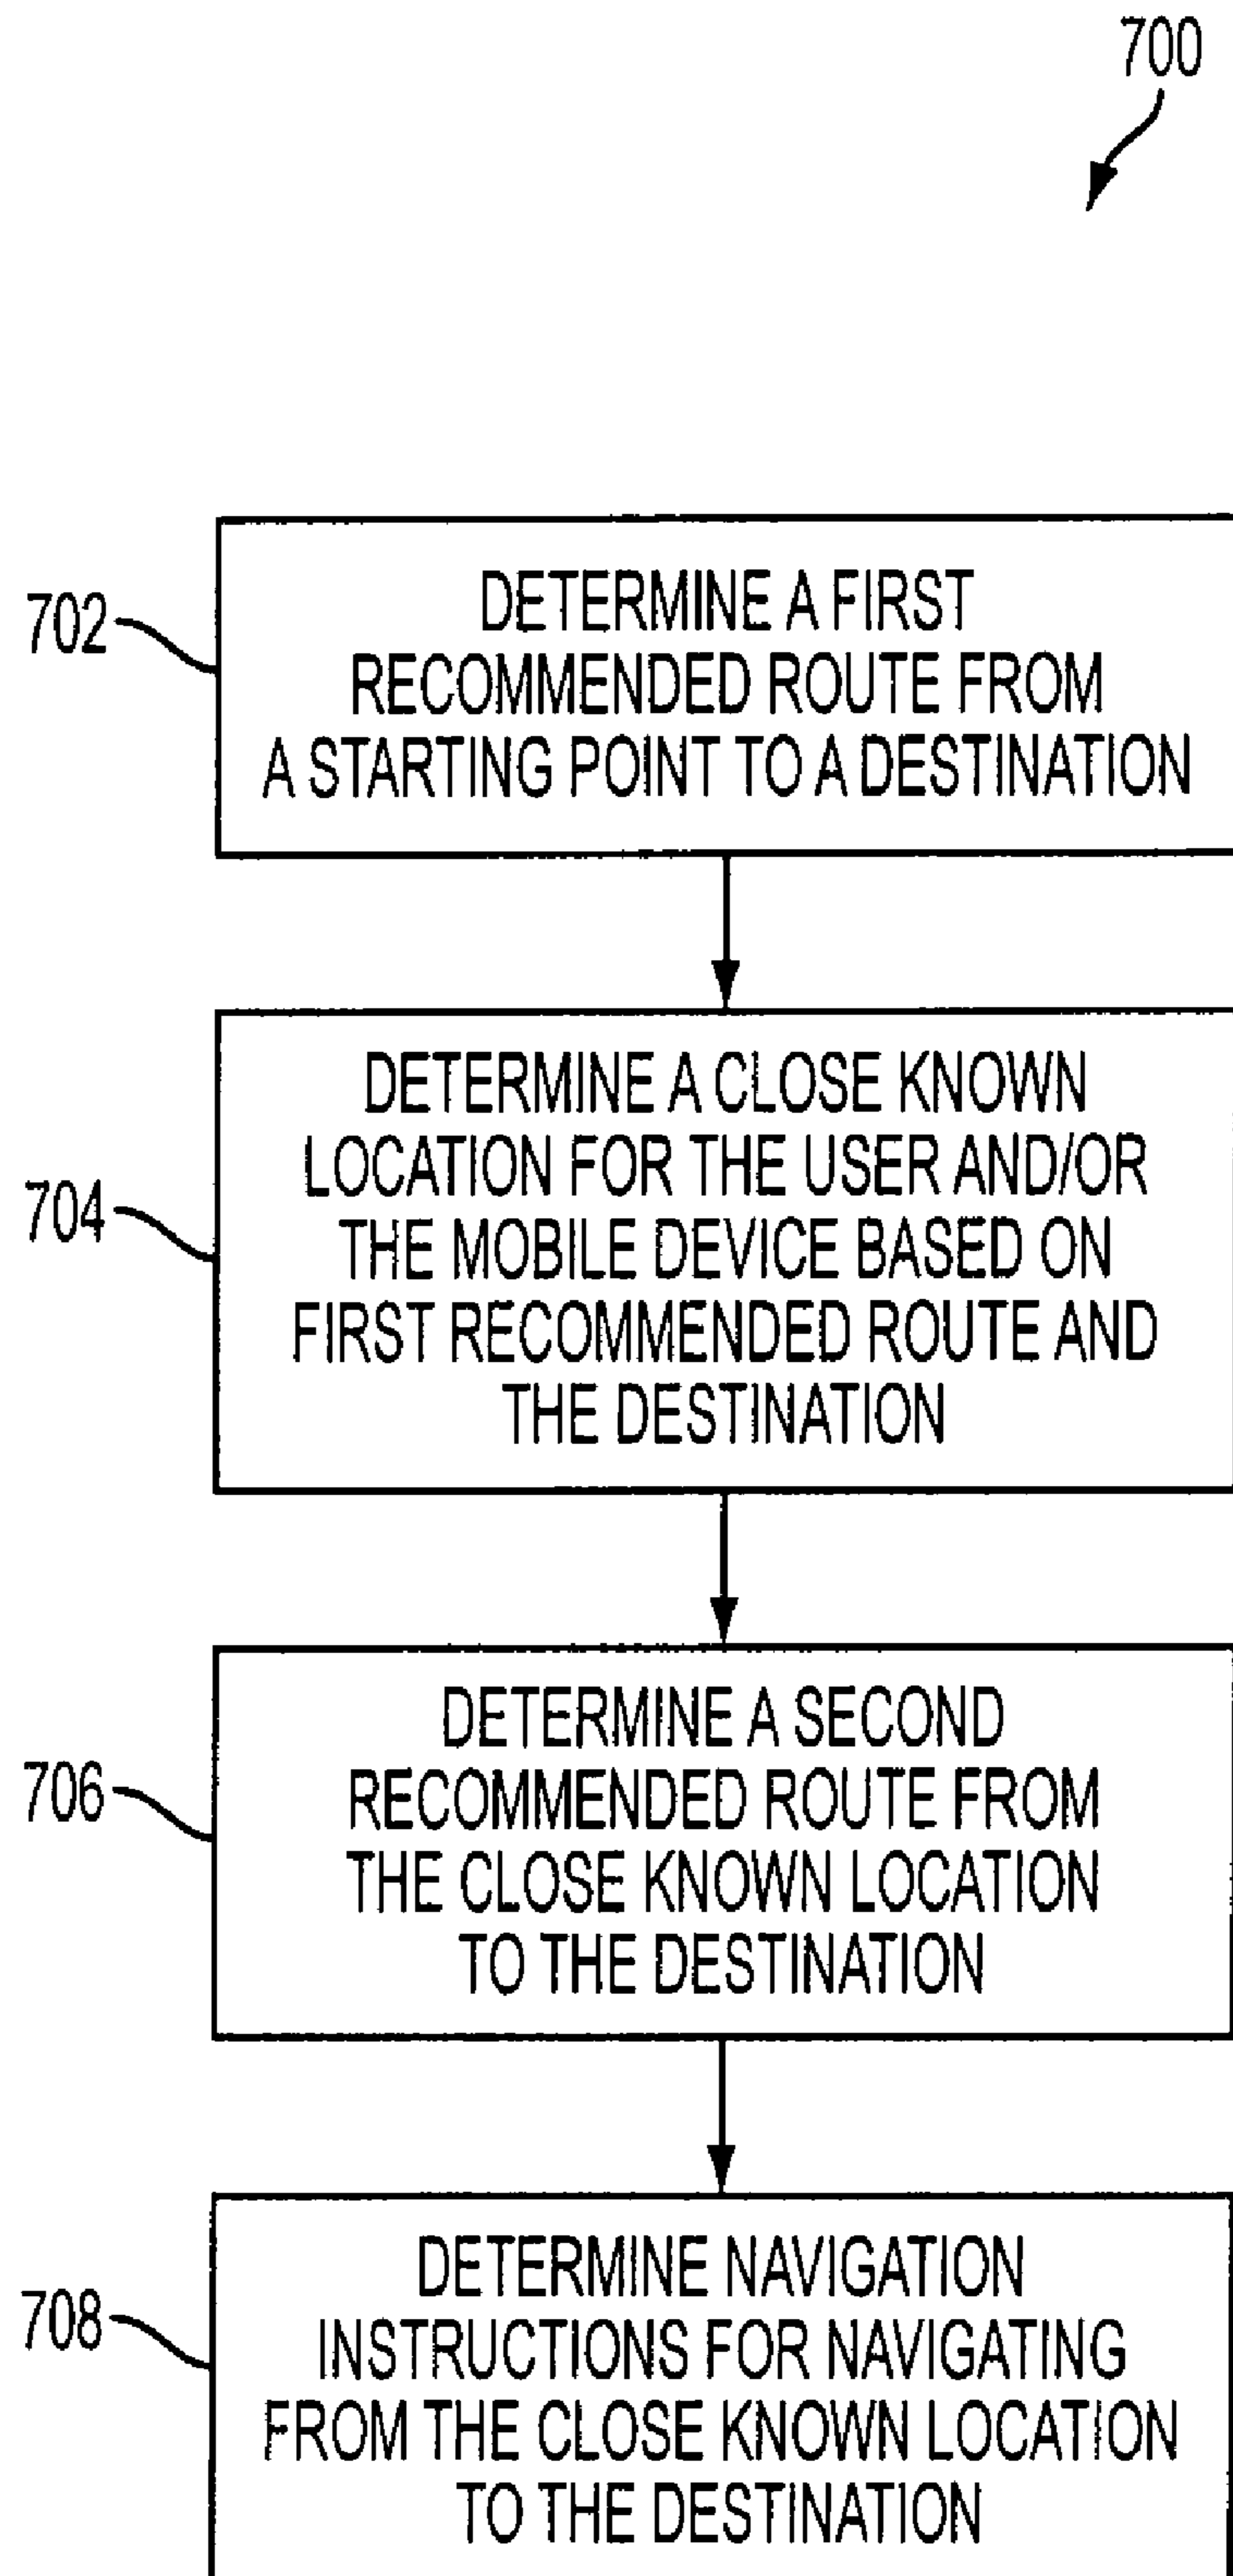 700
702
DETERMINE A FIRST
RECOMMENDED ROUTE FROM
A STARTING POINT TO A DESTINATION
704
DETERMINE A CLOSE KNOWN
LOCATION FOR THE USER AND/OR
THE MOBILE DEVICE BASED ON
FIRST RECOMMENDED ROUTE AND
THE DESTINATION
706
DETERMINE A SECOND
RECOMMENDED ROUTE FROM
THE CLOSE KNOWN LOCATION
TO THE DESTINATION
708
DETERMINE NAVIGATION
INSTRUCTIONS FOR NAVIGATING
FROM THE CLOSE KNOWN LOCATION
TO THE DESTINATION